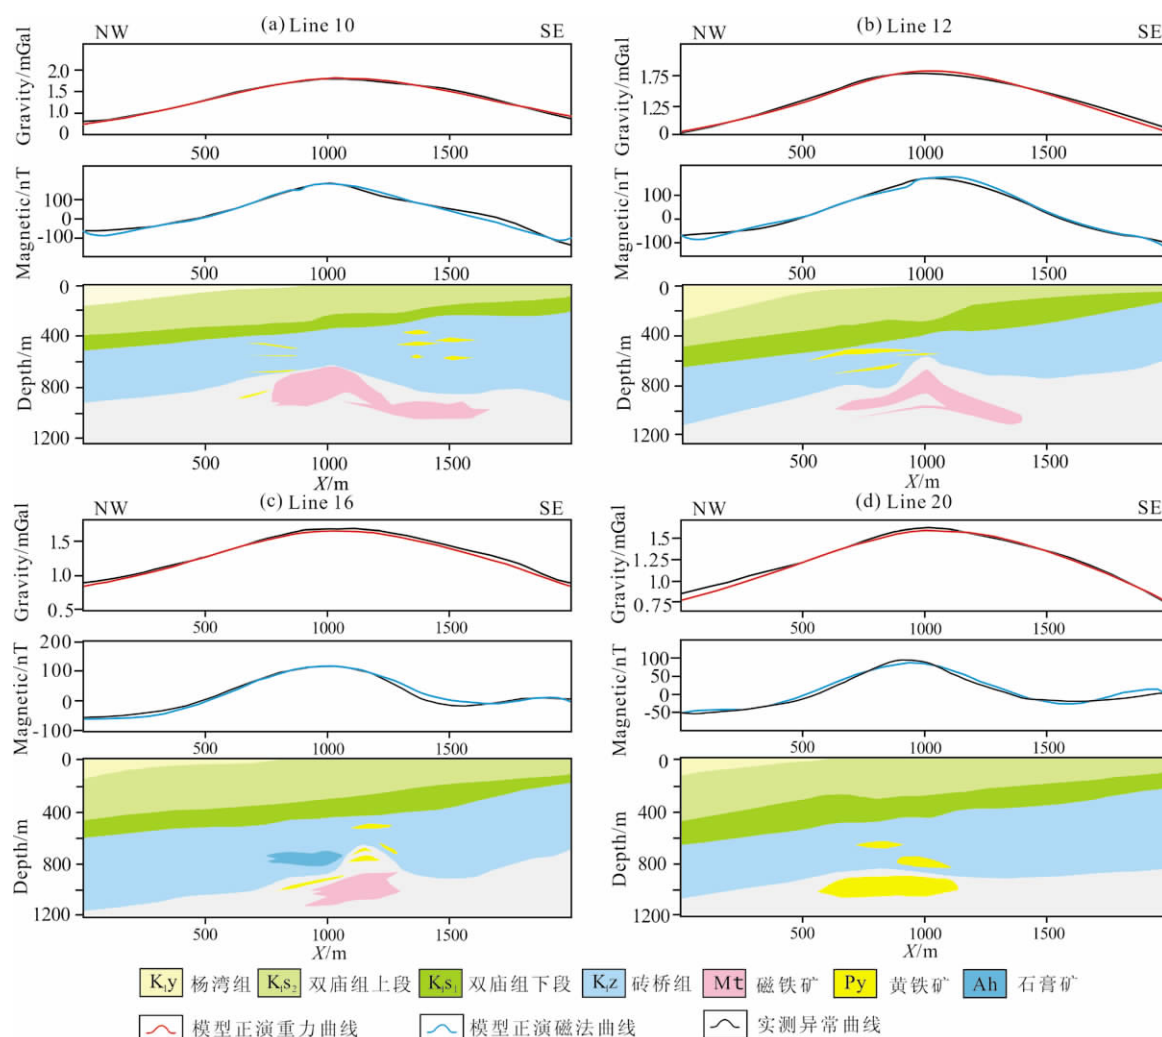 (a) Line 10
NW
SE
Gravity/mGal
2.0
1.5
1.0
0
500
1000
1500
Magnetic/nT
100
0
-100
500
1000
1500
Depth/m
0
400
800
1200
500
1000
1500
X/m
(b) Line 12
NW
SE
Gravity/mGal
1.75
1.25
0
500
1000
1500
Magnetic/nT
100
0
-100
500
1000
1500
Depth/m
0
400
800
1200
500
1000
1500
X/m
(c) Line 16
NW
SE
Gravity/mGal
1.5
1.0
0.5
500
1000
1500
Magnetic/nT
200
100
0
-100
500
1000
1500
Depth/m
0
400
800
1200
500
1000
1500
X/m
(d) Line 20
NW
SE
Gravity/mGal
1.5
1.25
1.0
0.75
500
1000
1500
Magnetic/nT
100
50
0
-50
500
1000
1500
Depth/m
0
400
800
1200
500
1000
1500
X/m
K₁y 杨湾组 K₁s₂ 双庙组上段 K₁s₁ 双庙组下段 K₁z 砖桥组 Mt 磁铁矿 Py 黄铁矿 Ah 石膏矿
模型正演重力曲线 模型正演磁法曲线 实测异常曲线